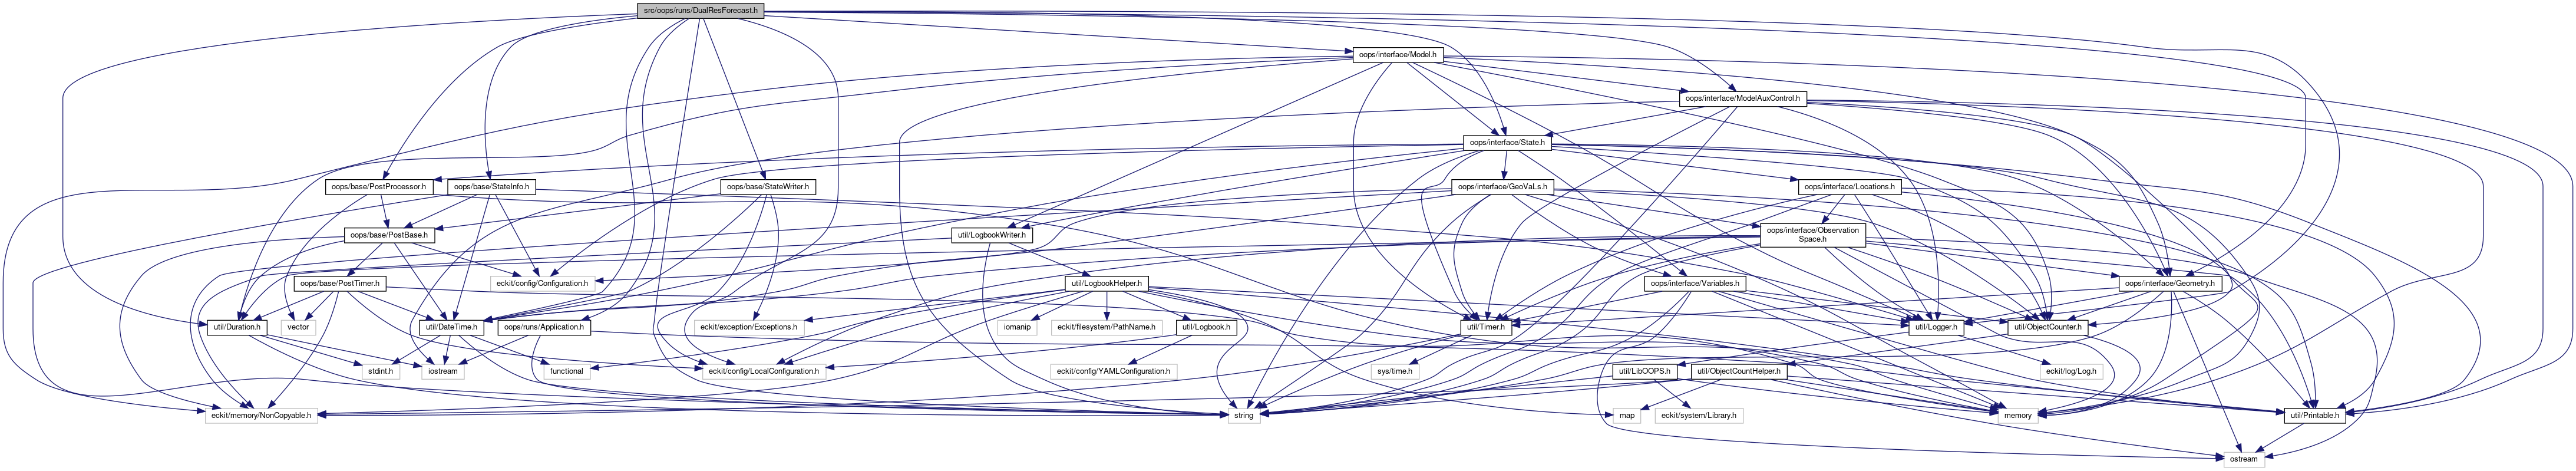 src/oops/runs/DualResForecast.h
oops/interface/Model.h
oops/interface/ModelAuxControl.h
oops/interface/State.h
oops/base/PostProcessor.h
oops/base/StateInfo.h
oops/base/StateWriter.h
oops/interface/GeoVaLs.h
oops/interface/Locations.h
oops/base/PostBase.h
util/LogbookWriter.h
oops/interface/Observation
Space.h
oops/base/PostTimer.h
eckit/config/Configuration.h
util/LogbookHelper.h
oops/interface/Variables.h
oops/interface/Geometry.h
util/Duration.h
vector
util/DateTime.h
oops/runs/Application.h
eckit/exception/Exceptions.h
iomanip
eckit/filesystem/PathName.h
util/Logbook.h
util/Timer.h
util/Logger.h
util/ObjectCounter.h
stdint.h
iostream
functional
eckit/config/LocalConfiguration.h
eckit/config/YAMLConfiguration.h
sys/time.h
util/LibOOPS.h
util/ObjectCountHelper.h
eckit/log/Log.h
eckit/memory/NonCopyable.h
string
map
eckit/system/Library.h
memory
util/Printable.h
ostream